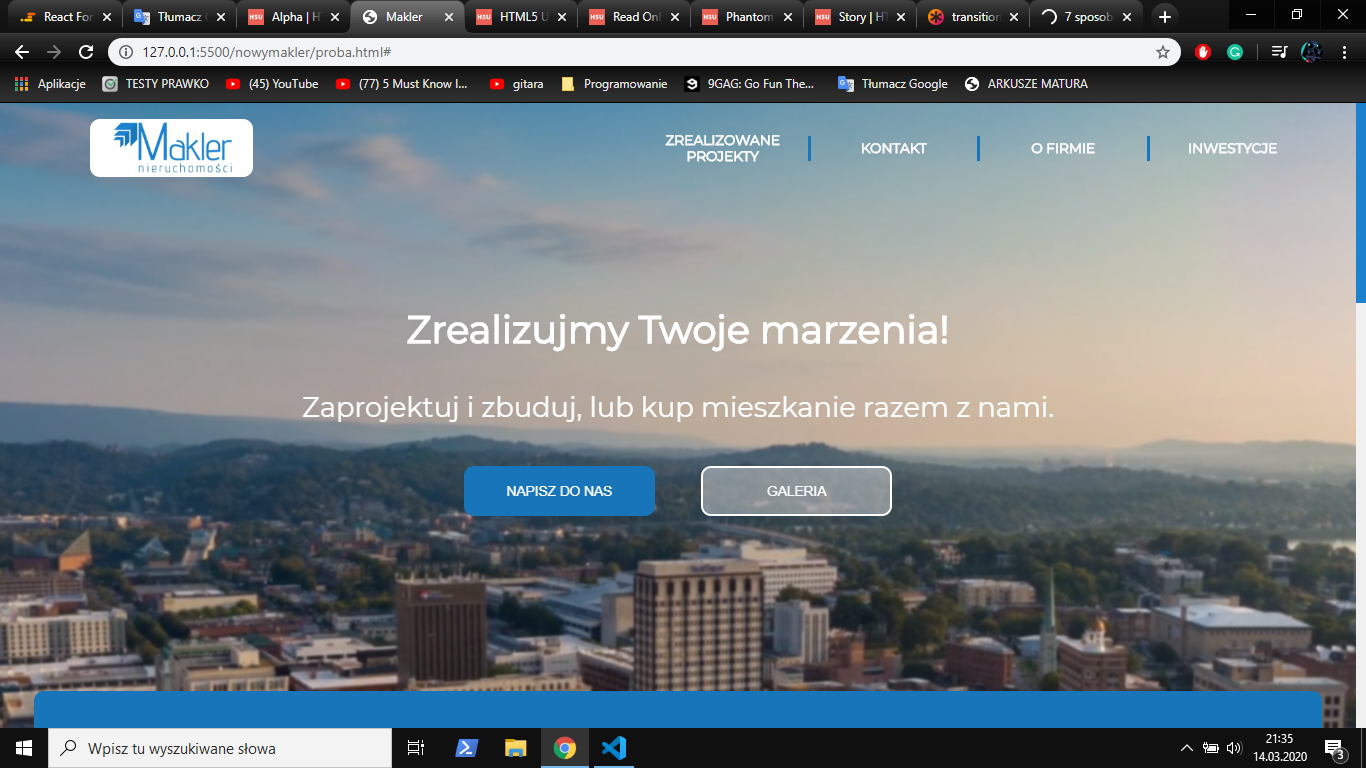 React For
Tłumacz G
Alpha | H
Makler
HTML5 U
Read Onl
Phantom
Story | HT
transition
7 sposob
127.0.0.1:5500/nowymakler/proba.html#
Aplikacje
TESTY PRAWKO
(45) YouTube
(77) 5 Must Know l...
gitara
Programowanie
9GAG: Go Fun The...
Tłumacz Google
ARKUSZE MATURA
Makler
nieruchomości
ZREALIZOWANE
PROJEKTY
KONTAKT
O FIRMIE
INWESTYCJE
Zrealizujmy Twoje marzenia!
Zaprojektuj i zbuduj, lub kup mieszkanie razem z nami.
NAPISZ DO NAS
GALERIA
Wpisz tu wyszukiwane słowa
21:35
14.03.2020
3